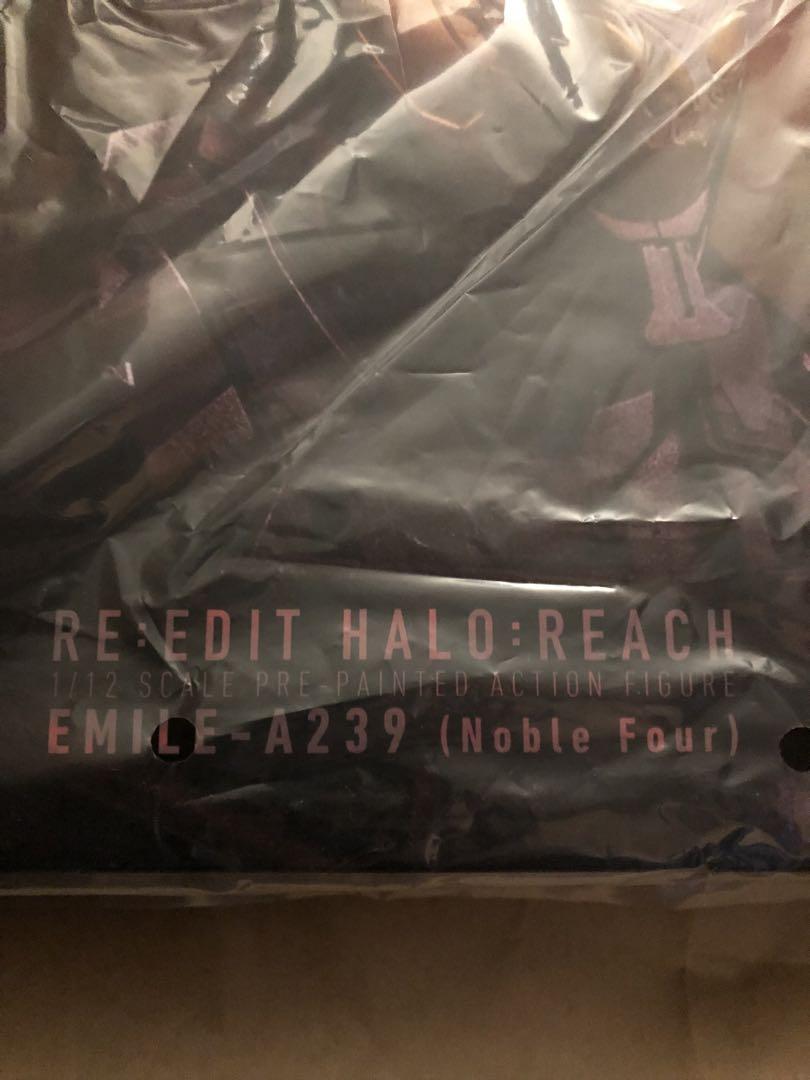 RE:EDIT HALO:REACH
1/12 SCALE PRE-PAINTED ACTION FIGURE
EMILE-A239 (Noble Four)